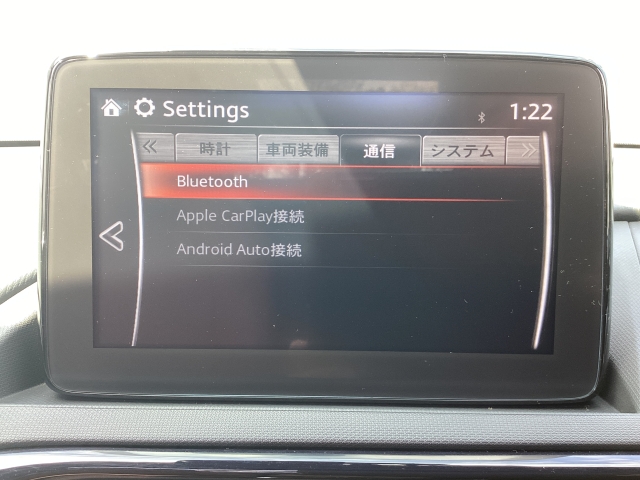 Settings 1:22
時計 車両装備 通信 システム
Bluetooth
Apple CarPlay接続
Android Auto接続